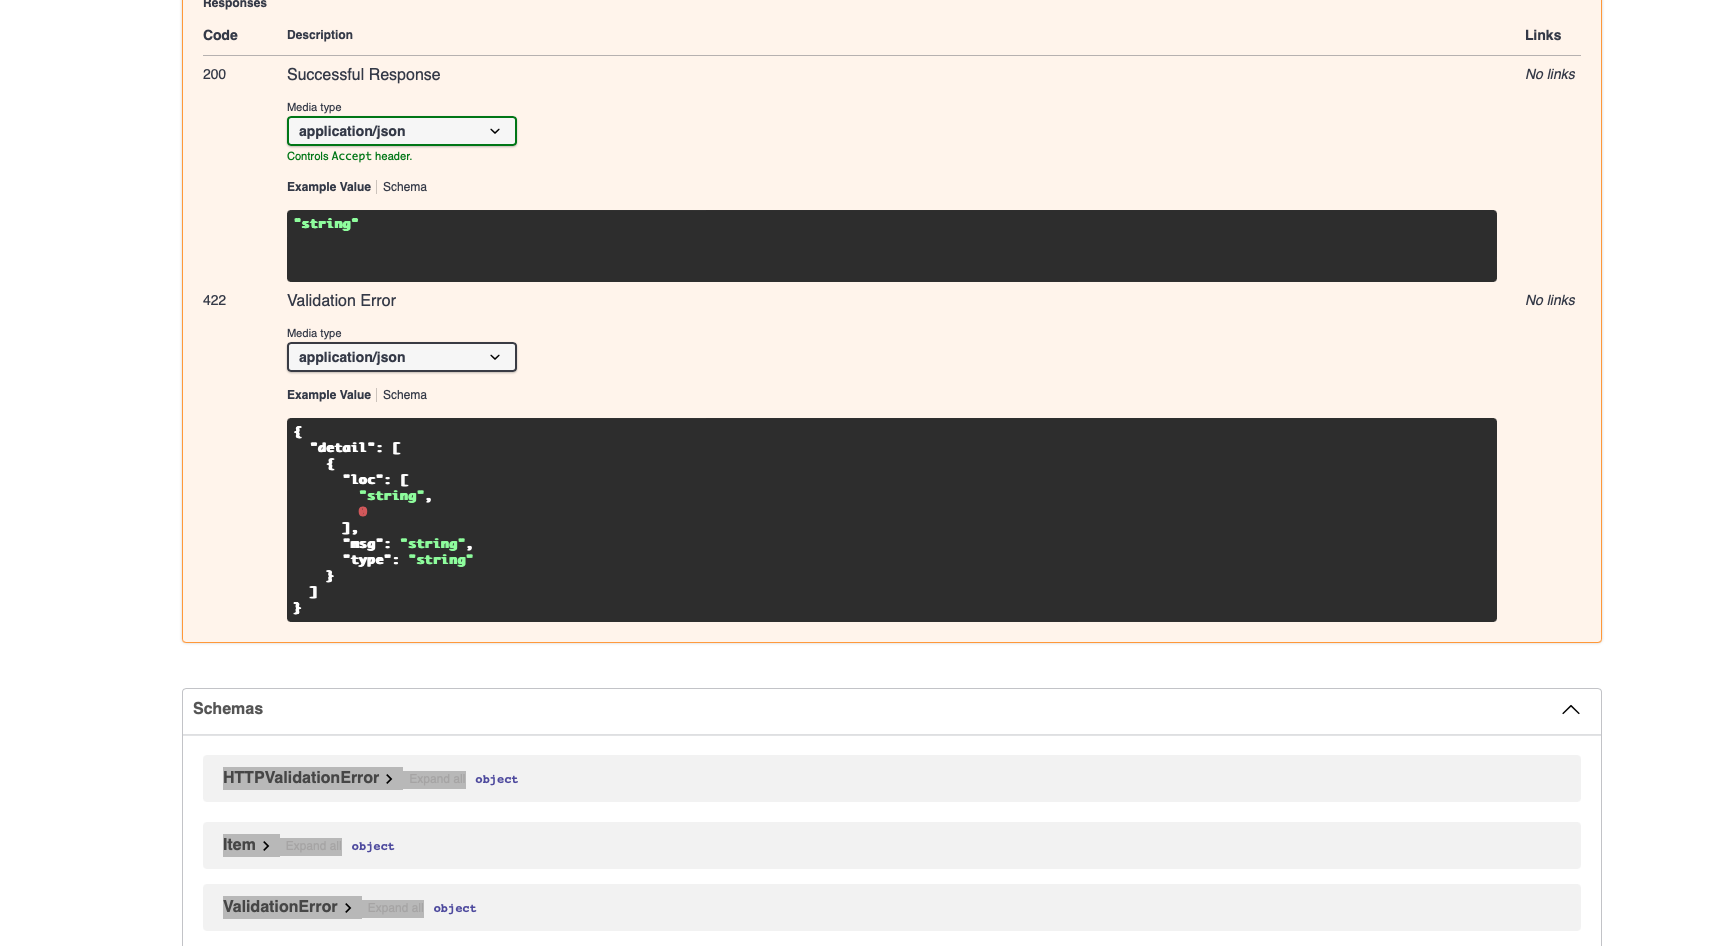 Responses
Code Description Links
200 Successful Response No links
Media type
application/json
Controls Accept header.
Example Value Schema
"string"
422 Validation Error No links
Media type
application/json
Example Value Schema
{
"detail": [
{
"loc": [
"string",
0
],
"msg": "string",
"type": "string"
}
]
}
Schemas
HTTPValidationError Expand all object
Item Expand all object
ValidationError Expand all object